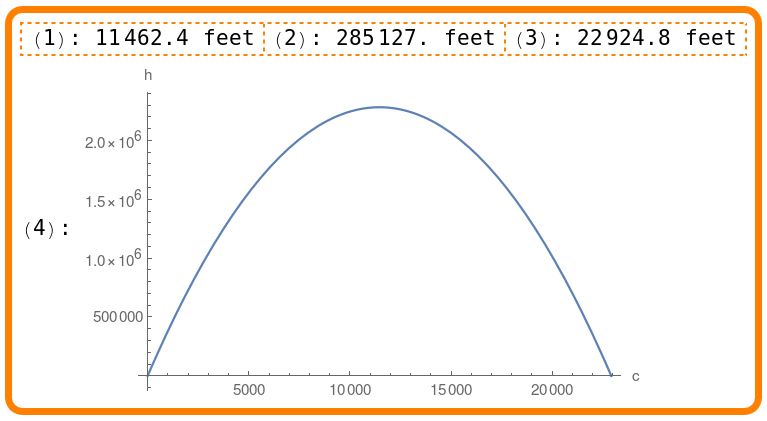 (1): 11462.4 feet (2): 285127. feet (3): 22924.8 feet
h
2.0×10^6
1.5×10^6
(4):
1.0×10^6
500000
c
5000 10000 15000 20000